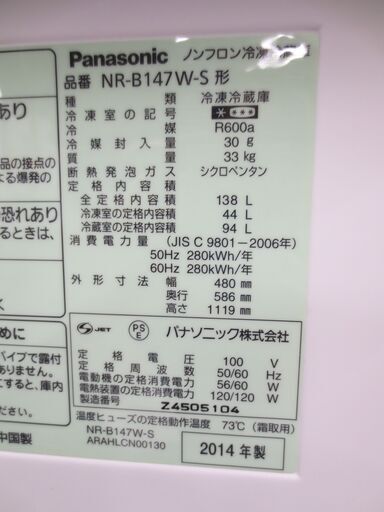 Panasonic ノンフロン冷凍
品番 NR-B147W-S 形
種類 冷凍冷蔵庫
冷凍室の記号
冷媒 R600a
冷媒封入量 30 g
質量 33 kg
断熱発泡ガス シクロペンタン
定格内容積
全定格内容積 138 L
冷凍室の定格内容積 44 L
冷蔵室の定格内容積 94 L
消費電力量 (JIS C 9801-2006年)
50Hz 280kWh/年
60Hz 280kWh/年
外形寸法 幅 480 mm
奥行 586 mm
高さ 1119 mm
JET PS E パナソニック株式会社
定格電圧 100 V
定格周波数 50/60 Hz
電動機の定格消費電力 56/60 W
電熱装置の定格消費電力 120/120 W
製造番号 Z4505104
温度ヒューズの定格動作温度 73℃ (霜取用)
NR-B147W-S
ARAHLCN00130
2014 年製
あり
品の接点の
よる爆発の
恐れあり
るときは、
めに
パイプで露付
ありません。
すると、庫内
中国製